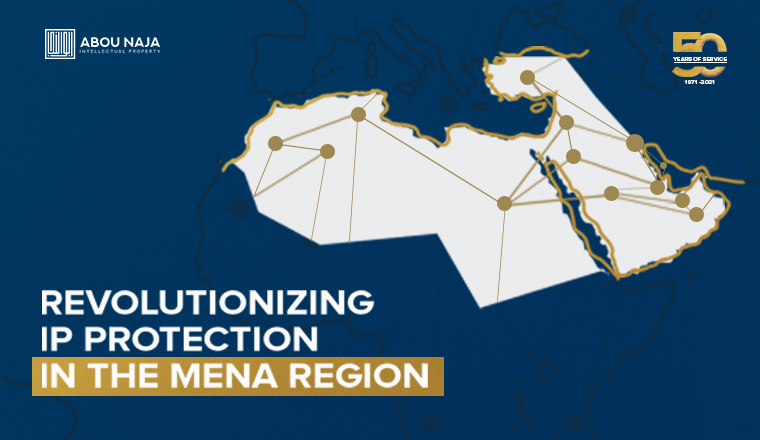 ABOU NAJA
INTELLECTUAL PROPERTY
50
YEARS OF SERVICE
1971 - 2021
REVOLUTIONIZING
IP PROTECTION
IN THE MENA REGION